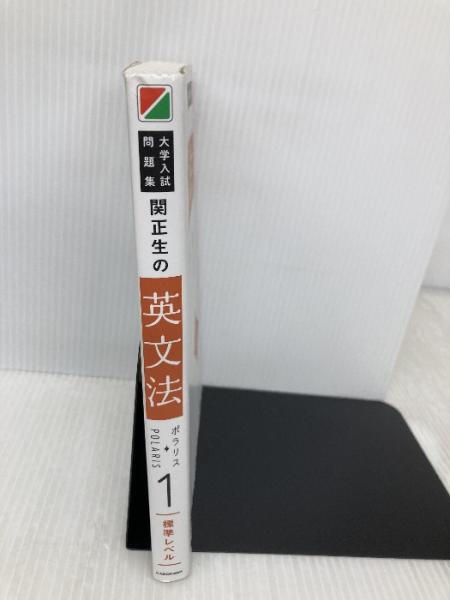 大学入試
問題集
関正生の
英文法
ポラリス
POLARIS
1
標準レベル